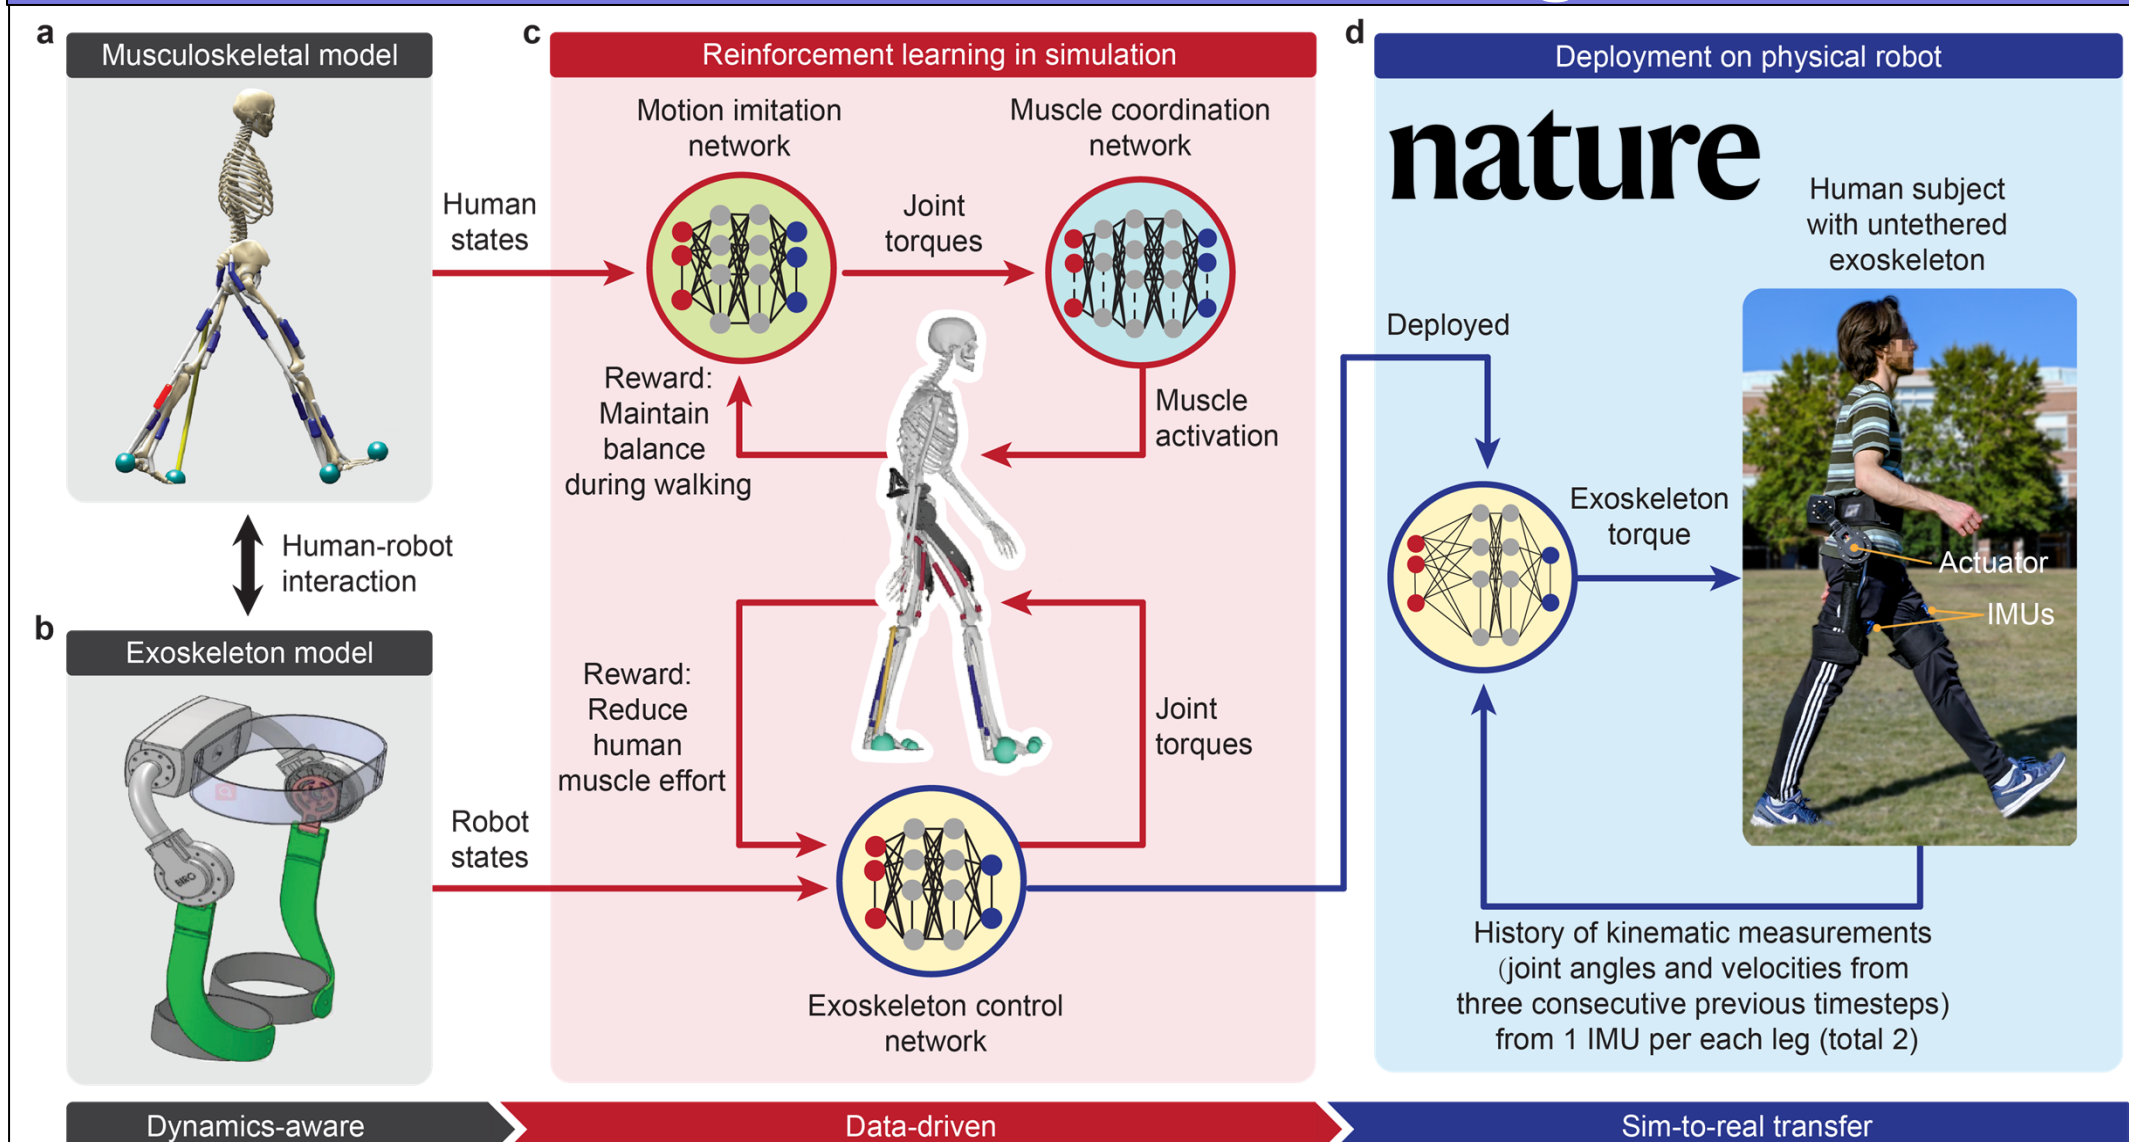 a
Musculoskeletal model
Human-robot
interaction
b
Exoskeleton model
BIRO
Dynamics-aware
Human
states
Robot
states
c
Reinforcement learning in simulation
Motion imitation
network
Joint
torques
Muscle coordination
network
Reward:
Maintain
balance
during walking
Muscle
activation
Reward:
Reduce
human
muscle effort
Joint
torques
Exoskeleton control
network
Data-driven
d
Deployment on physical robot
nature
Human subject
with untethered
exoskeleton
Deployed
Exoskeleton
torque
Actuator
IMUs
History of kinematic measurements
(joint angles and velocities from
three consecutive previous timesteps)
from 1 IMU per each leg (total 2)
Sim-to-real transfer